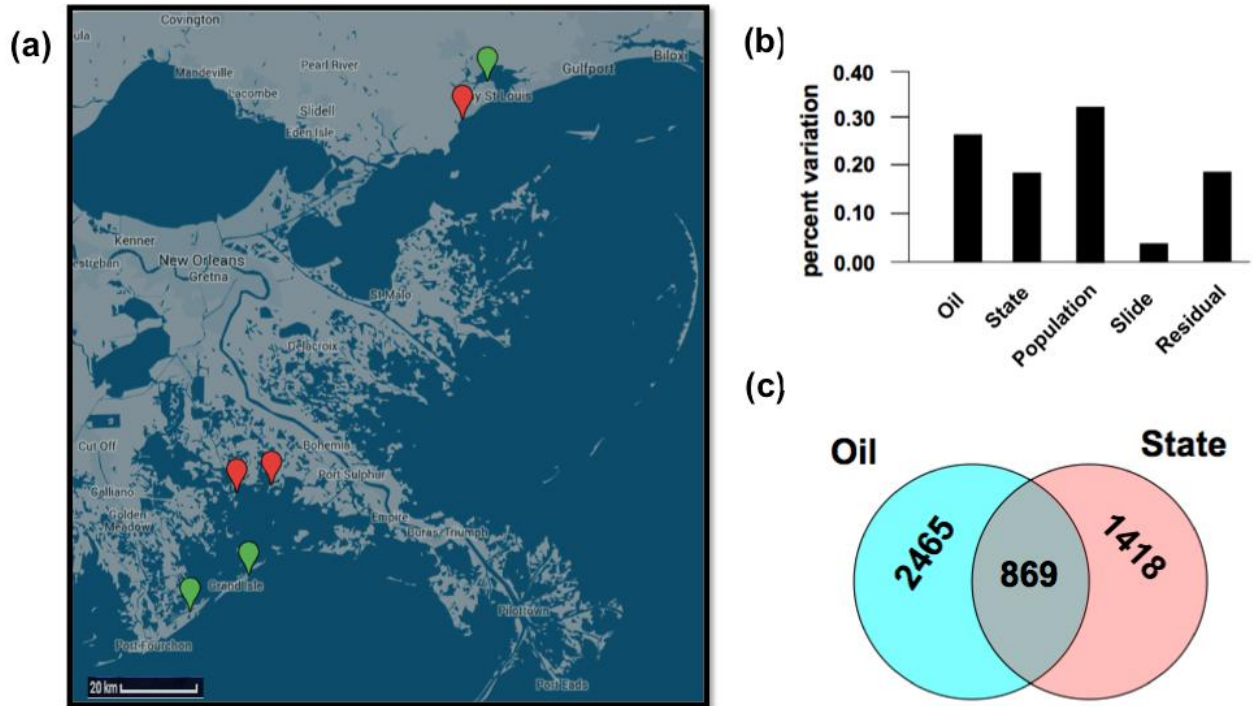 (a)
Covington
ula
Mandeville
Pearl River
Lacombe
Slidell
Eden Isle
y St Louis
Gulfport
Biloxi
Kenner
estreban
New Orleans
Gretna
St Malo
Delacroix
Cut Off
Bohemia
Port Sulphur
Galliano
Golden
Meadow
Empire
Buras-Triumph
Grand Isle
Pilottown
Port Fourchon
Port Eads
20 km
(b)
percent variation
0.40
0.30
0.20
0.10
0.00
Oil
State
Population
Slide
Residual
(c)
Oil
State
2465
869
1418